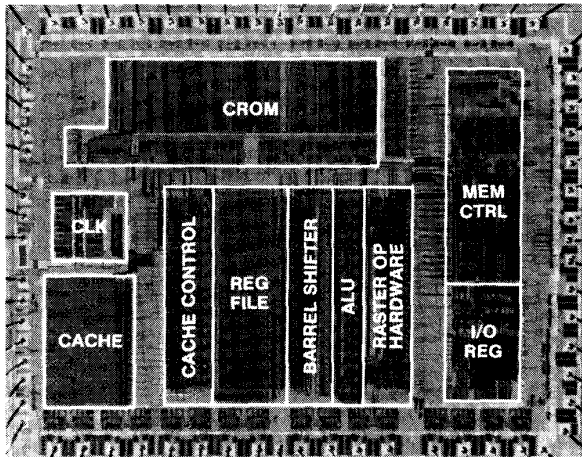 CROM
MEM
CTRL
CLK
CACHE CONTROL
REG
FILE
BARREL SHIFTER
ALU
RASTER OP
HARDWARE
CACHE
I/O
REG